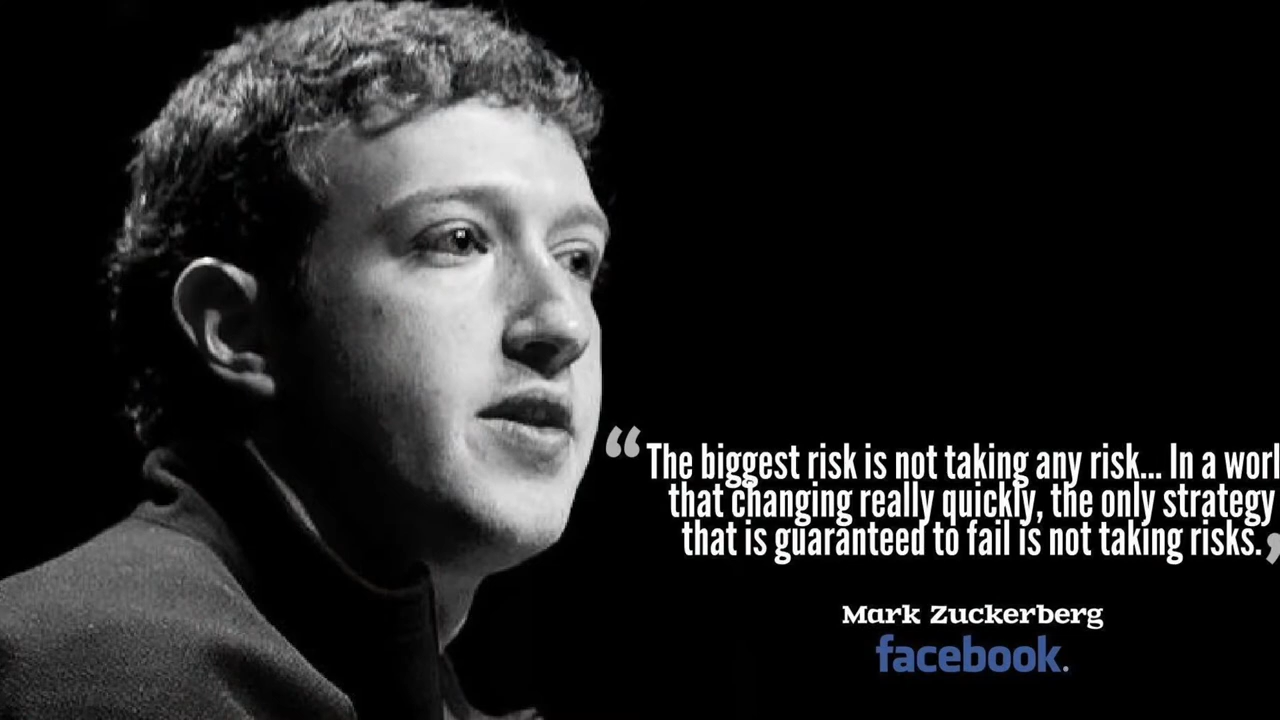 “The biggest risk is not taking any risk... In a worl
that changing really quickly, the only strategy
that is guaranteed to fail is not taking risks.”
Mark Zuckerberg
facebook.